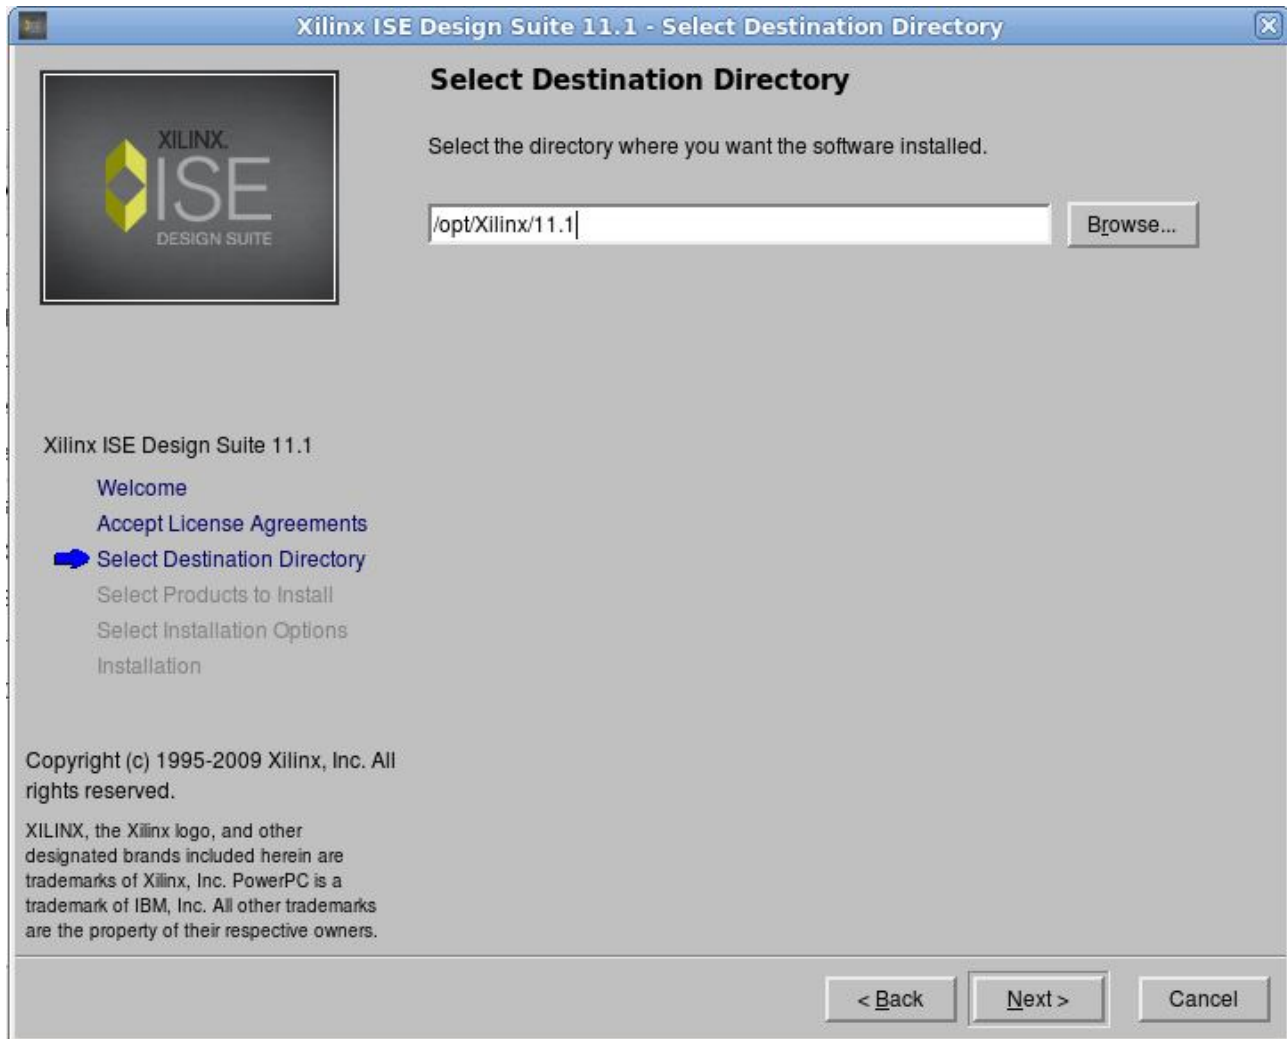 Xilinx ISE Design Suite 11.1 - Select Destination Directory
XILINX.
ISE
DESIGN SUITE
Select Destination Directory
Select the directory where you want the software installed.
/opt/Xilinx/11.1
Browse...
Xilinx ISE Design Suite 11.1
Welcome
Accept License Agreements
Select Destination Directory
Select Products to Install
Select Installation Options
Installation
Copyright (c) 1995-2009 Xilinx, Inc. All
rights reserved.
XILINX, the Xilinx logo, and other
designated brands included herein are
trademarks of Xilinx, Inc. PowerPC is a
trademark of IBM, Inc. All other trademarks
are the property of their respective owners.
< Back
Next >
Cancel